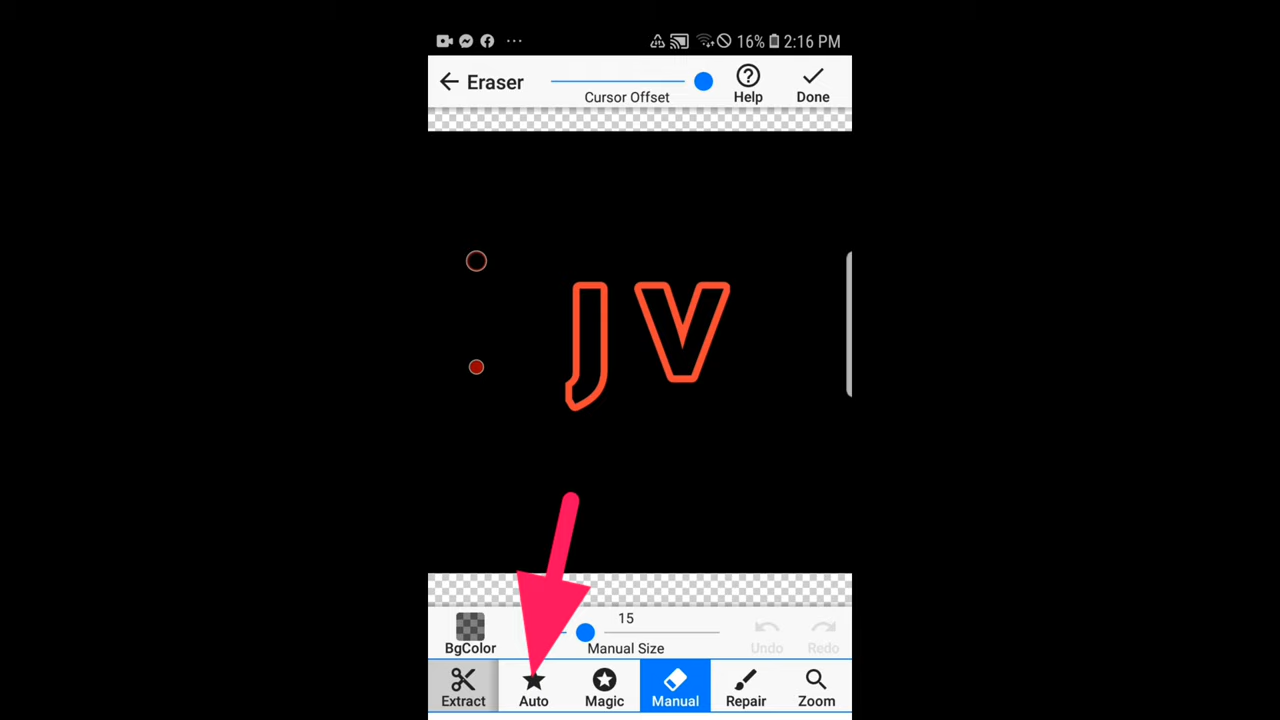 16% 2:16 PM
Eraser
Cursor Offset
Help
Done
JV
15
BgColor
Manual Size
Undo
Redo
Extract
Auto
Magic
Manual
Repair
Zoom